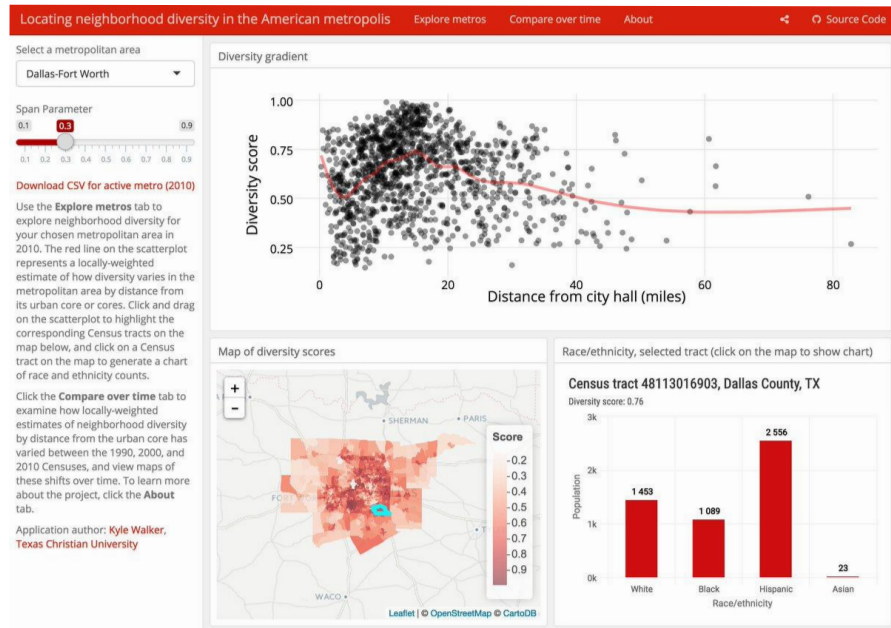 Locating neighborhood diversity in the American metropolis
Explore metros
Compare over time
About
Source Code
Select a metropolitan area
Dallas-Fort Worth
Span Parameter
0.1
0.3
0.9
0.1 0.2 0.3 0.4 0.5 0.6 0.7 0.8 0.9
Download CSV for active metro (2010)
Use the Explore metros tab to
explore neighborhood diversity for
your chosen metropolitan area in
2010. The red line on the scatterplot
represents a locally-weighted
estimate of how diversity varies in the
metropolitan area by distance from
its urban core or cores. Click and drag
on the scatterplot to highlight the
corresponding Census tracts on the
map below, and click on a Census
tract on the map to generate a chart
of race and ethnicity counts.
Click the Compare over time tab to
examine how locally-weighted
estimates of neighborhood diversity
by distance from the urban core has
varied between the 1990, 2000, and
2010 Censuses, and view maps of
these shifts over time. To learn more
about the project, click the About
tab.
Application author: Kyle Walker,
Texas Christian University
Diversity gradient
Diversity score
1.00
0.75
0.50
0.25
0 20 40 60 80
Distance from city hall (miles)
Map of diversity scores
+
−
SHERMAN
PARIS
WACO
Score
0.2
0.3
0.4
0.5
0.6
0.7
0.8
0.9
Leaflet | © OpenStreetMap © CartoDB
Race/ethnicity, selected tract (click on the map to show chart)
Census tract 48113016903, Dallas County, TX
Diversity score: 0.76
Population
3k
2k
1k
0k
1 453
1 089
2 556
23
White Black Hispanic Asian
Race/ethnicity